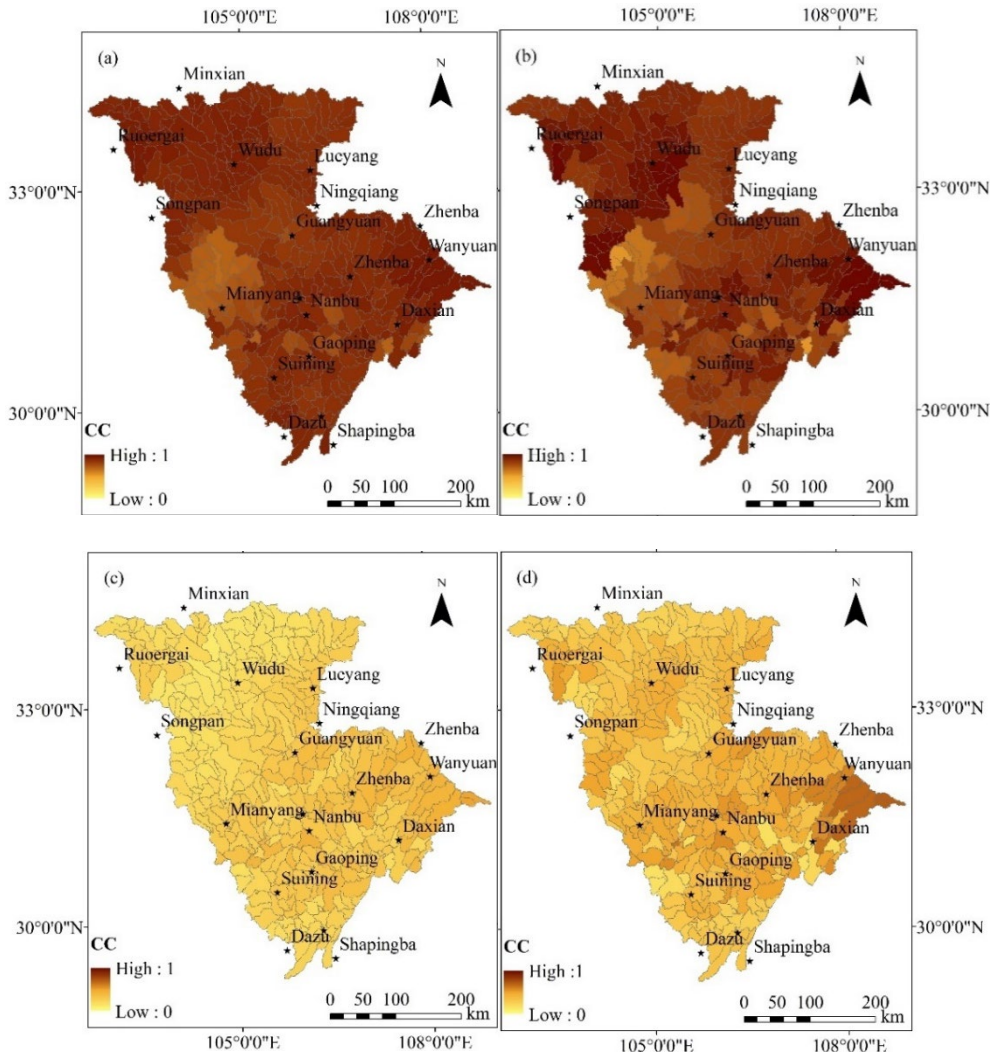 105°0'0"E 108°0'0"E 105°0'0"E 108°0'0"E
(a) N (b) N
Minxian Minxian
Ruoergai Wudu Lucyang Ruoergai Wudu Lucyang
33°0'0"N 33°0'0"N
Ningqiang Ningqiang
Songpan Zhenba Songpan Zhenba
Guangyuan Wanyuan Guangyuan Wanyuan
Zhenba Zhenba
Mianyang Nanbu Daxian Mianyang Nanbu Daxian
Gaoping Gaoping
Suining Suining
30°0'0"N 30°0'0"N
CC Dazu Shapingba CC Dazu Shapingba
High : 1 High : 1
Low : 0 Low : 0
0 50 100 200 0 50 100 200
km km
(c) N (d) N
Minxian Minxian
Ruoergai Wudu Lucyang Ruoergai Wudu Lucyang
33°0'0"N 33°0'0"N
Ningqiang Ningqiang
Songpan Zhenba Songpan Zhenba
Guangyuan Wanyuan Guangyuan Wanyuan
Zhenba Zhenba
Mianyang Nanbu Daxian Mianyang Nanbu Daxian
Gaoping Gaoping
Suining Suining
30°0'0"N 30°0'0"N
CC Dazu Shapingba CC Dazu Shapingba
High : 1 High :1
Low : 0 Low : 0
0 50 100 200 0 50 100 200
km km
105°0'0"E 108°0'0"E 105°0'0"E 108°0'0"E